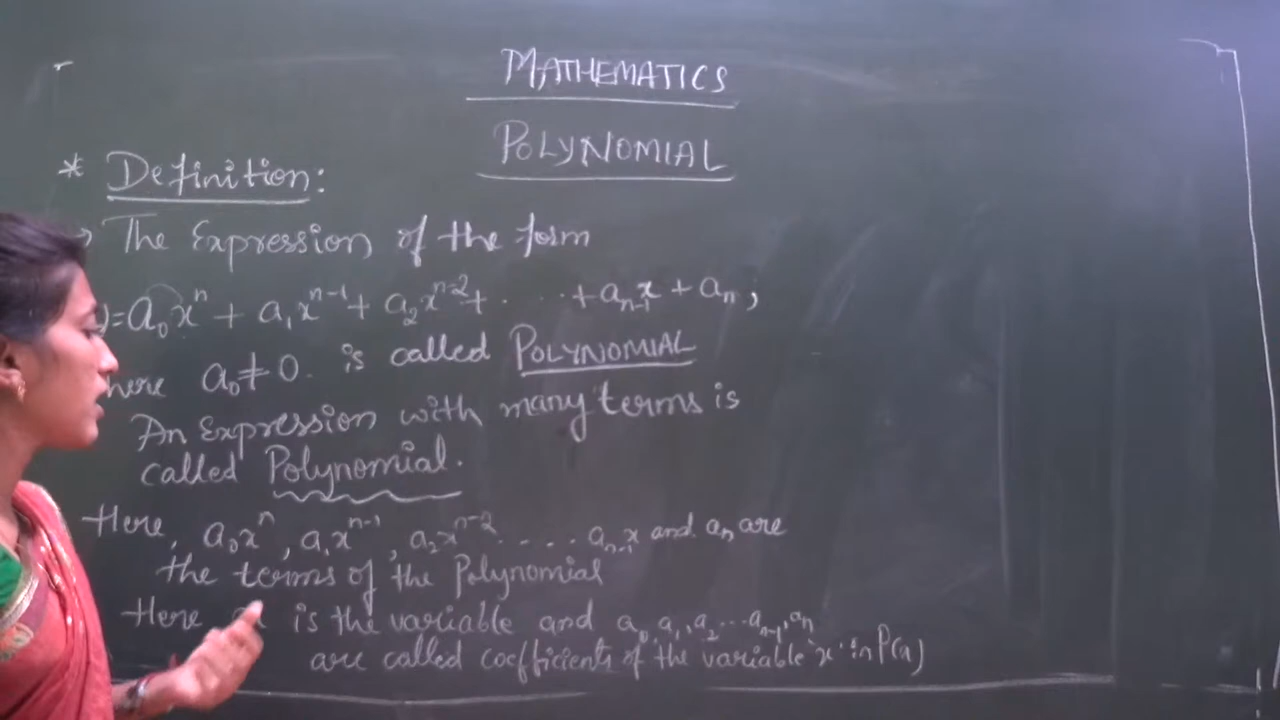 MATHEMATICS
POLYNOMIAL
* Definition:
The Expression of the form
)=a₀xⁿ + a₁xⁿ⁻¹ + a₂xⁿ⁻² + . ... + aₙ₋₁x + aₙ ;
here a₀≠0. is called POLYNOMIAL
An Expression with many terms is
called Polynomial.
Here, a₀xⁿ, a₁xⁿ⁻¹, a₂xⁿ⁻² .... aₙ₋₁x and aₙ are
the terms of the Polynomial
Here is the variable and a₀,a₁,a₂...aₙ₋₁,aₙ
are called coefficients of the variable 'x' in P(x)